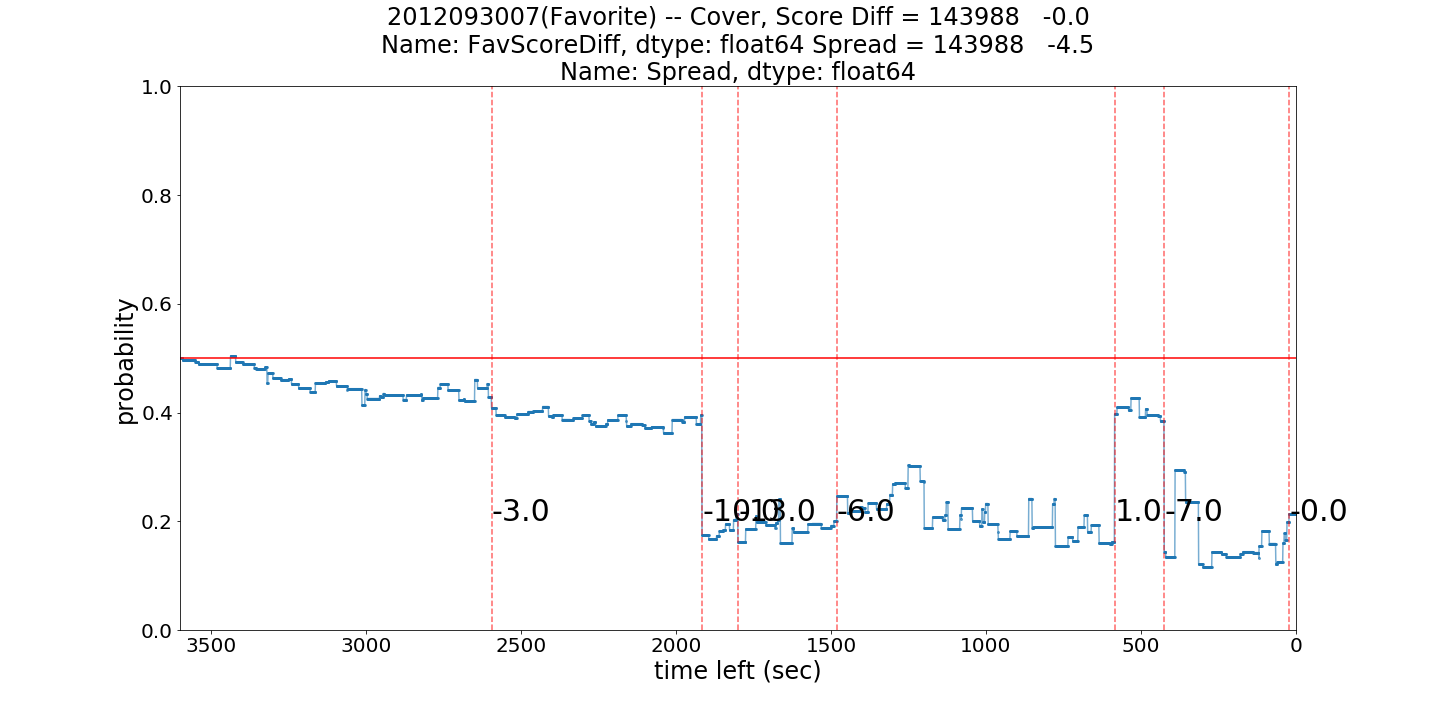 2012093007(Favorite) -- Cover, Score Diff = 143988   -0.0
Name: FavScoreDiff, dtype: float64 Spread = 143988   -4.5
Name: Spread, dtype: float64
1.0
0.8
0.6
0.4
0.2
0.0
probability
-3.0
-6.0
1.0
-7.0
-0.0
3500 3000 2500 2000 1500 1000 500 0
time left (sec)